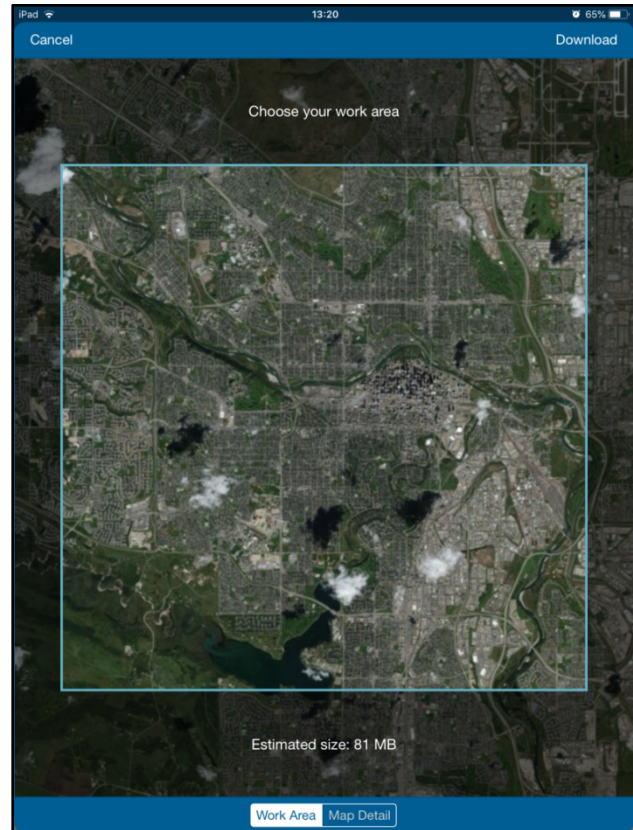 iPad 13:20 65%
Cancel Download
Choose your work area
Estimated size: 81 MB
Work Area Map Detail